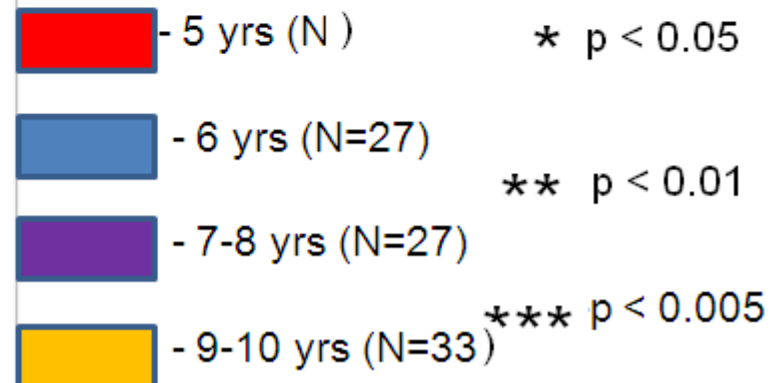 - 5 yrs (N )
* p < 0.05
- 6 yrs (N=27)
** p < 0.01
- 7-8 yrs (N=27)
*** p < 0.005
- 9-10 yrs (N=33)